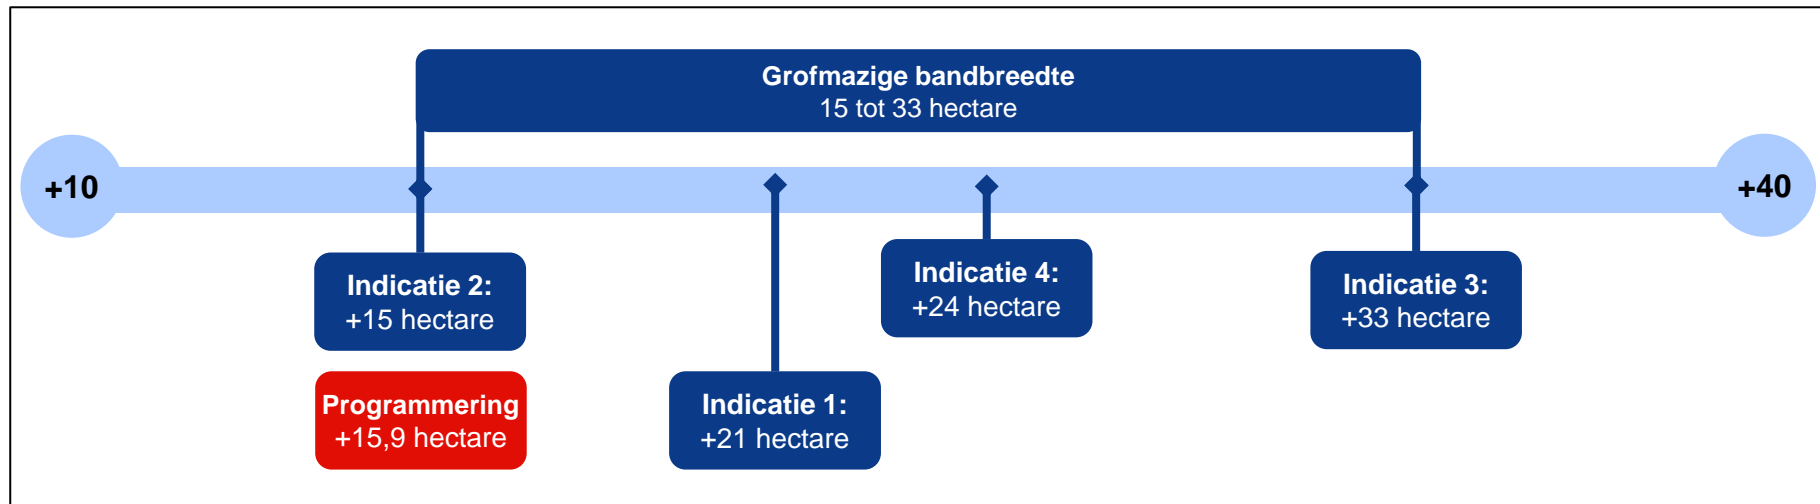 Grofmazige bandbreedte
15 tot 33 hectare
+10
+40
Indicatie 2:
+15 hectare
Indicatie 4:
+24 hectare
Indicatie 3:
+33 hectare
Programmering
+15,9 hectare
Indicatie 1:
+21 hectare